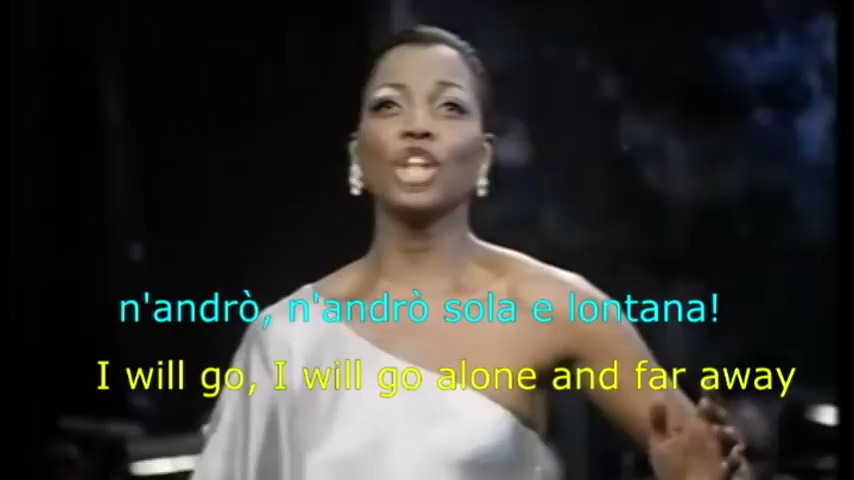 n'andrò, n'andrò sola e lontana!
I will go, I will go alone and far away